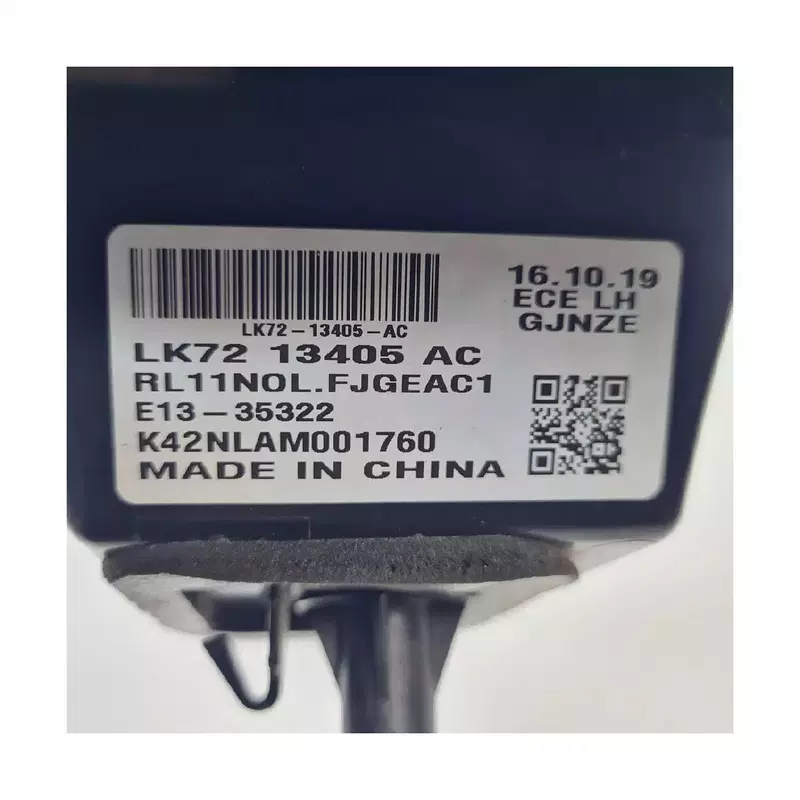 LK72-13405-AC
16.10.19
ECE LH
GJNZE
LK72 13405 AC
RL11NOL.FJGEAC1
E13-35322
K42NLAM001760
MADE IN CHINA